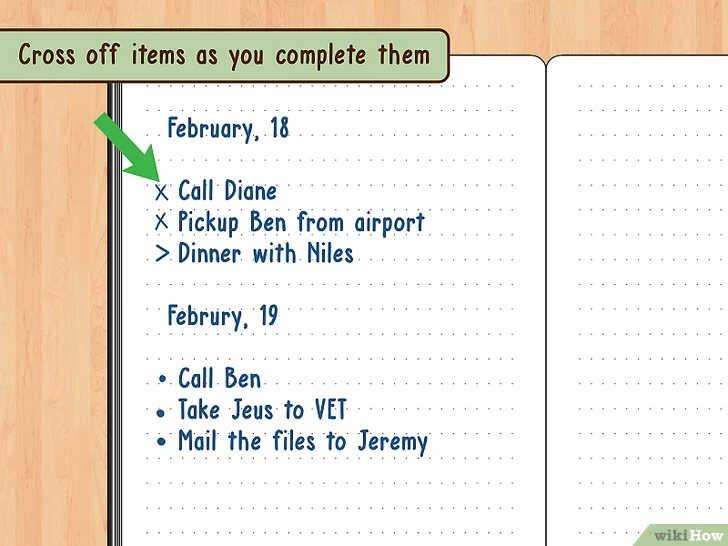 Cross off items as you complete them
February, 18
x Call Diane
x Pickup Ben from airport
> Dinner with Niles
Februry, 19
• Call Ben
• Take Jeus to VET
• Mail the files to Jeremy
wikiHow